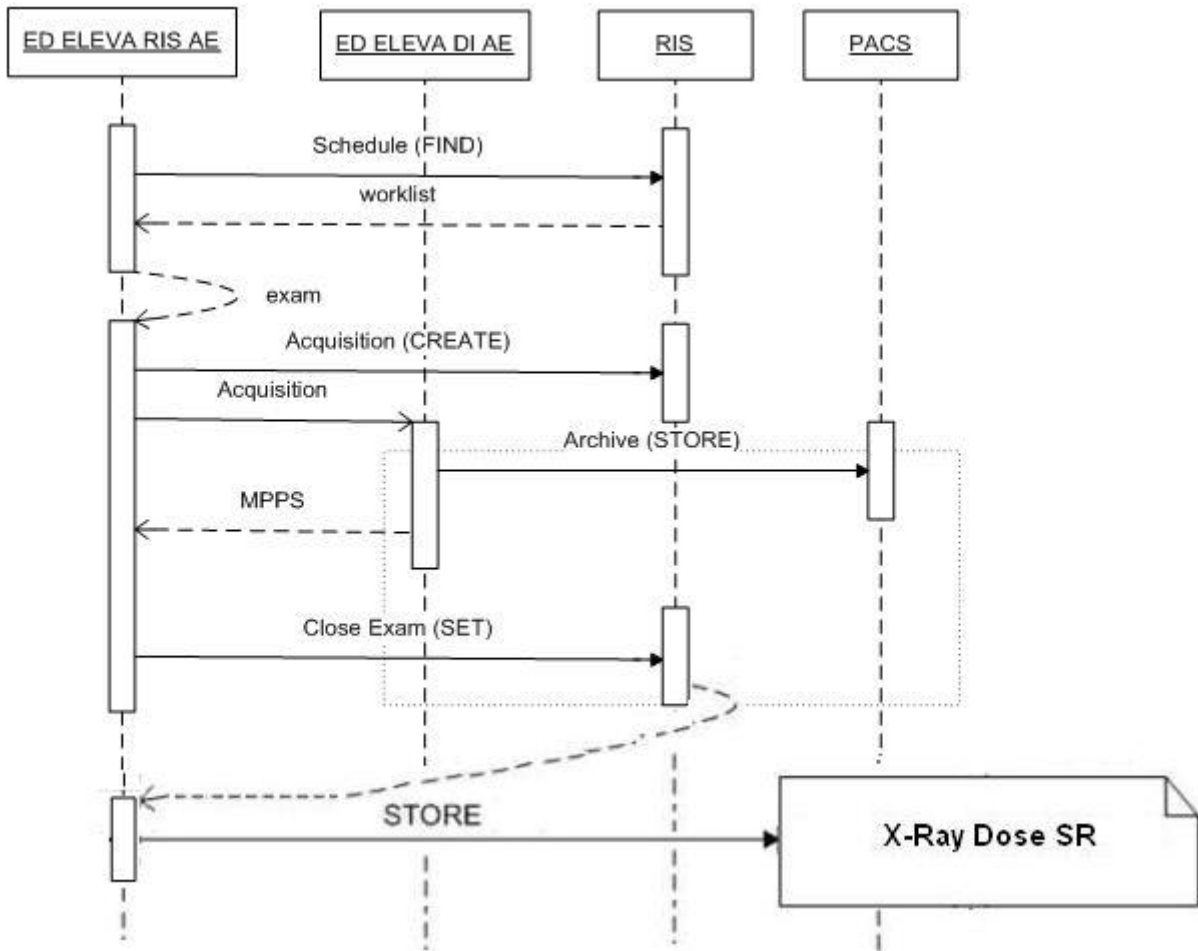 ED ELEVA RIS AE
ED ELEVA DI AE
RIS
PACS
Schedule (FIND)
worklist
exam
Acquisition (CREATE)
Acquisition
Archive (STORE)
MPPS
Close Exam (SET)
STORE
X-Ray Dose SR